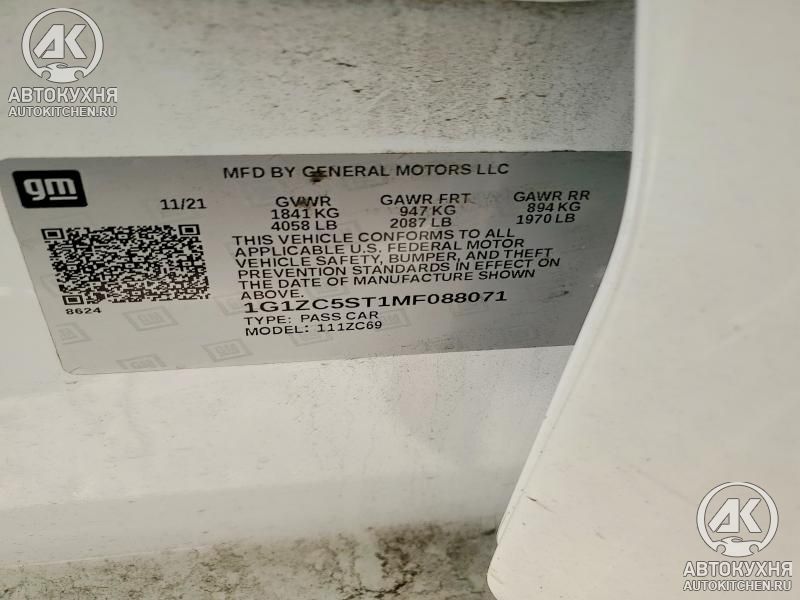 AK
АВТОКУХНЯ
AUTOKITCHEN.RU
gm
MFD BY GENERAL MOTORS LLC
11/21 GVWR GAWR FRT GAWR RR
1841 KG 947 KG 894 KG
4058 LB 2087 LB 1970 LB
THIS VEHICLE CONFORMS TO ALL
APPLICABLE U.S. FEDERAL MOTOR
VEHICLE SAFETY, BUMPER, AND THEFT
PREVENTION STANDARDS IN EFFECT ON
THE DATE OF MANUFACTURE SHOWN
ABOVE.
8624
1G1ZC5ST1MF088071
TYPE: PASS CAR
MODEL: 111ZC69
AK
АВТОКУХНЯ
AUTOKITCHEN.RU